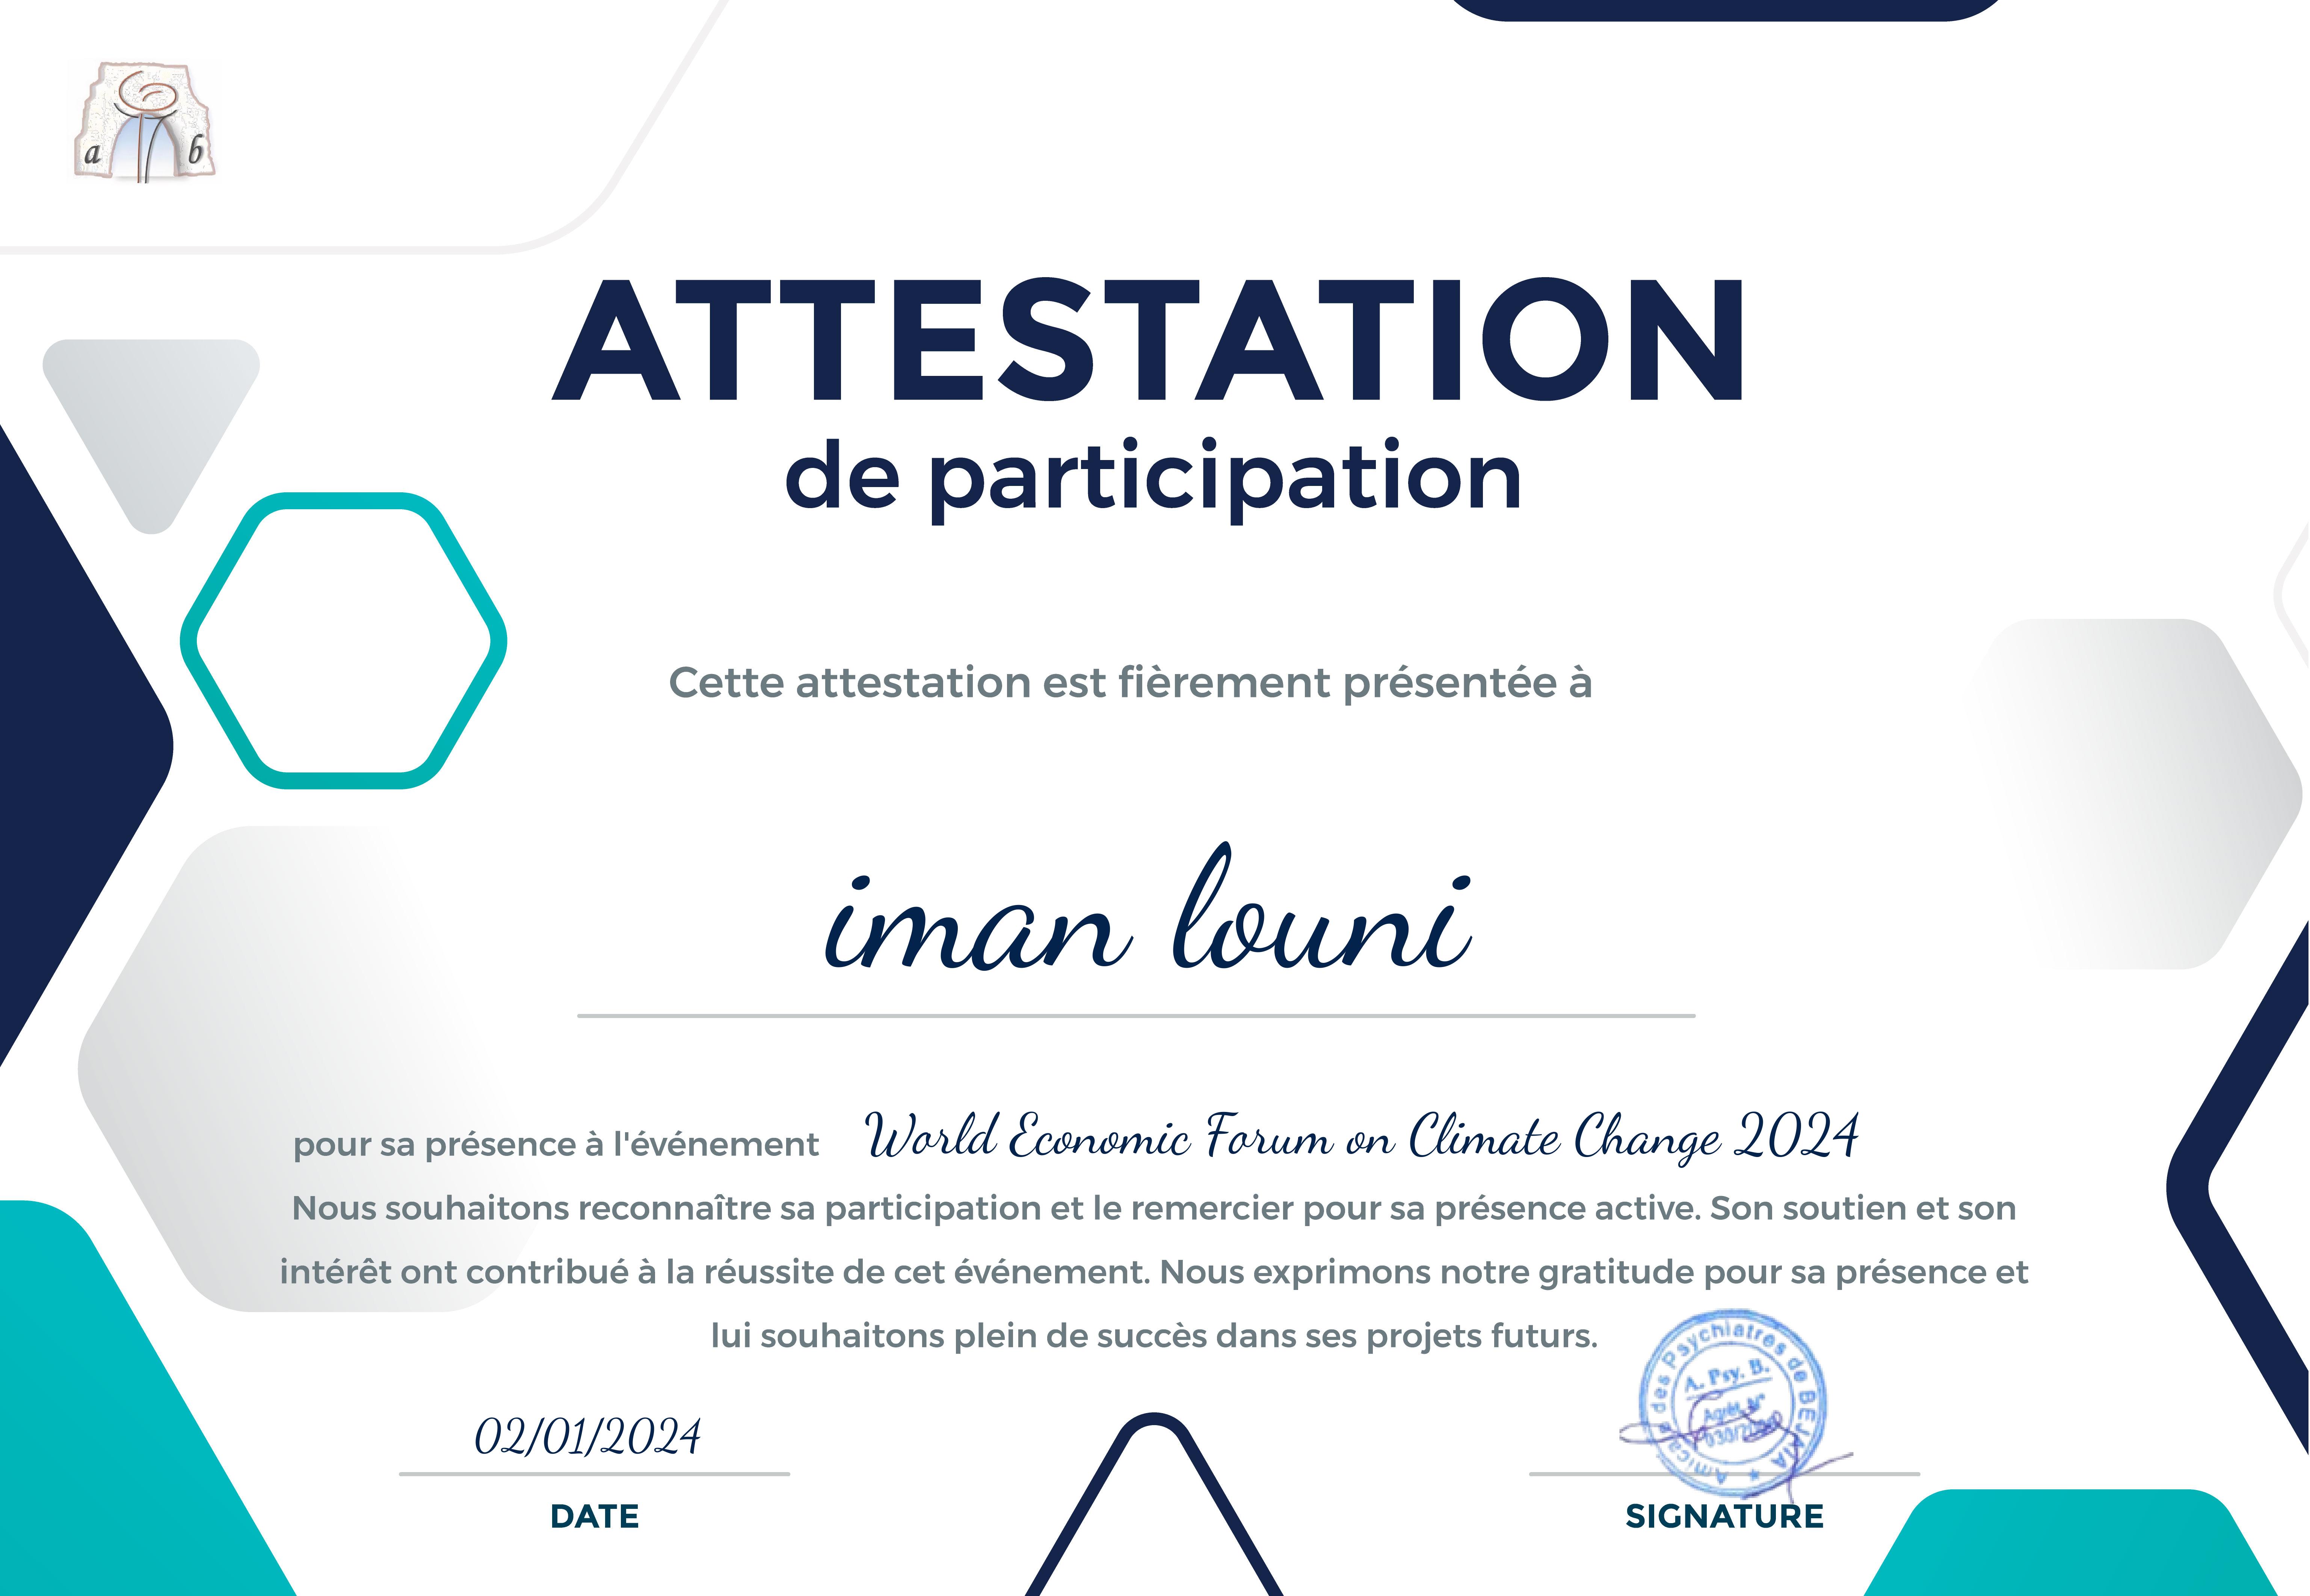 a b
ATTESTATION
de participation
Cette attestation est fièrement présentée à
iman louni
pour sa présence à l'événement World Economic Forum on Climate Change 2024
Nous souhaitons reconnaître sa participation et le remercier pour sa présence active. Son soutien et son
intérêt ont contribué à la réussite de cet événement. Nous exprimons notre gratitude pour sa présence et
lui souhaitons plein de succès dans ses projets futurs.
Amicale des Psychiatres de BEJAIA
A. Psy. B.
Agrét. N°
02/01/2024
DATE
SIGNATURE